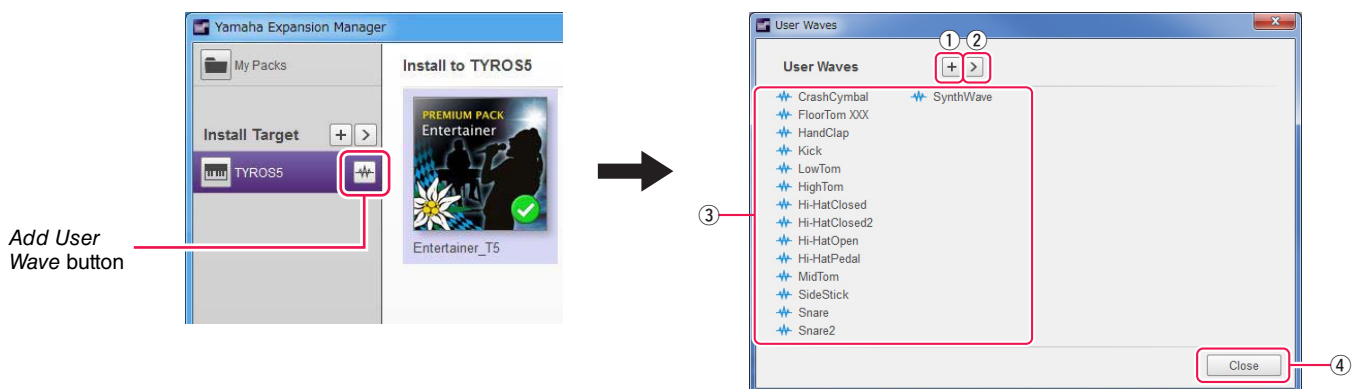 Yamaha Expansion Manager
My Packs
Install to TYROS5
Install Target
+ >
TYROS5
PREMIUM PACK
Entertainer
Entertainer_T5
Add User
Wave button
User Waves
① ②
User Waves
+ >
③
CrashCymbal
FloorTom XXX
HandClap
Kick
LowTom
HighTom
Hi-HatClosed
Hi-HatClosed2
Hi-HatOpen
Hi-HatPedal
MidTom
SideStick
Snare
Snare2
SynthWave
Close
④